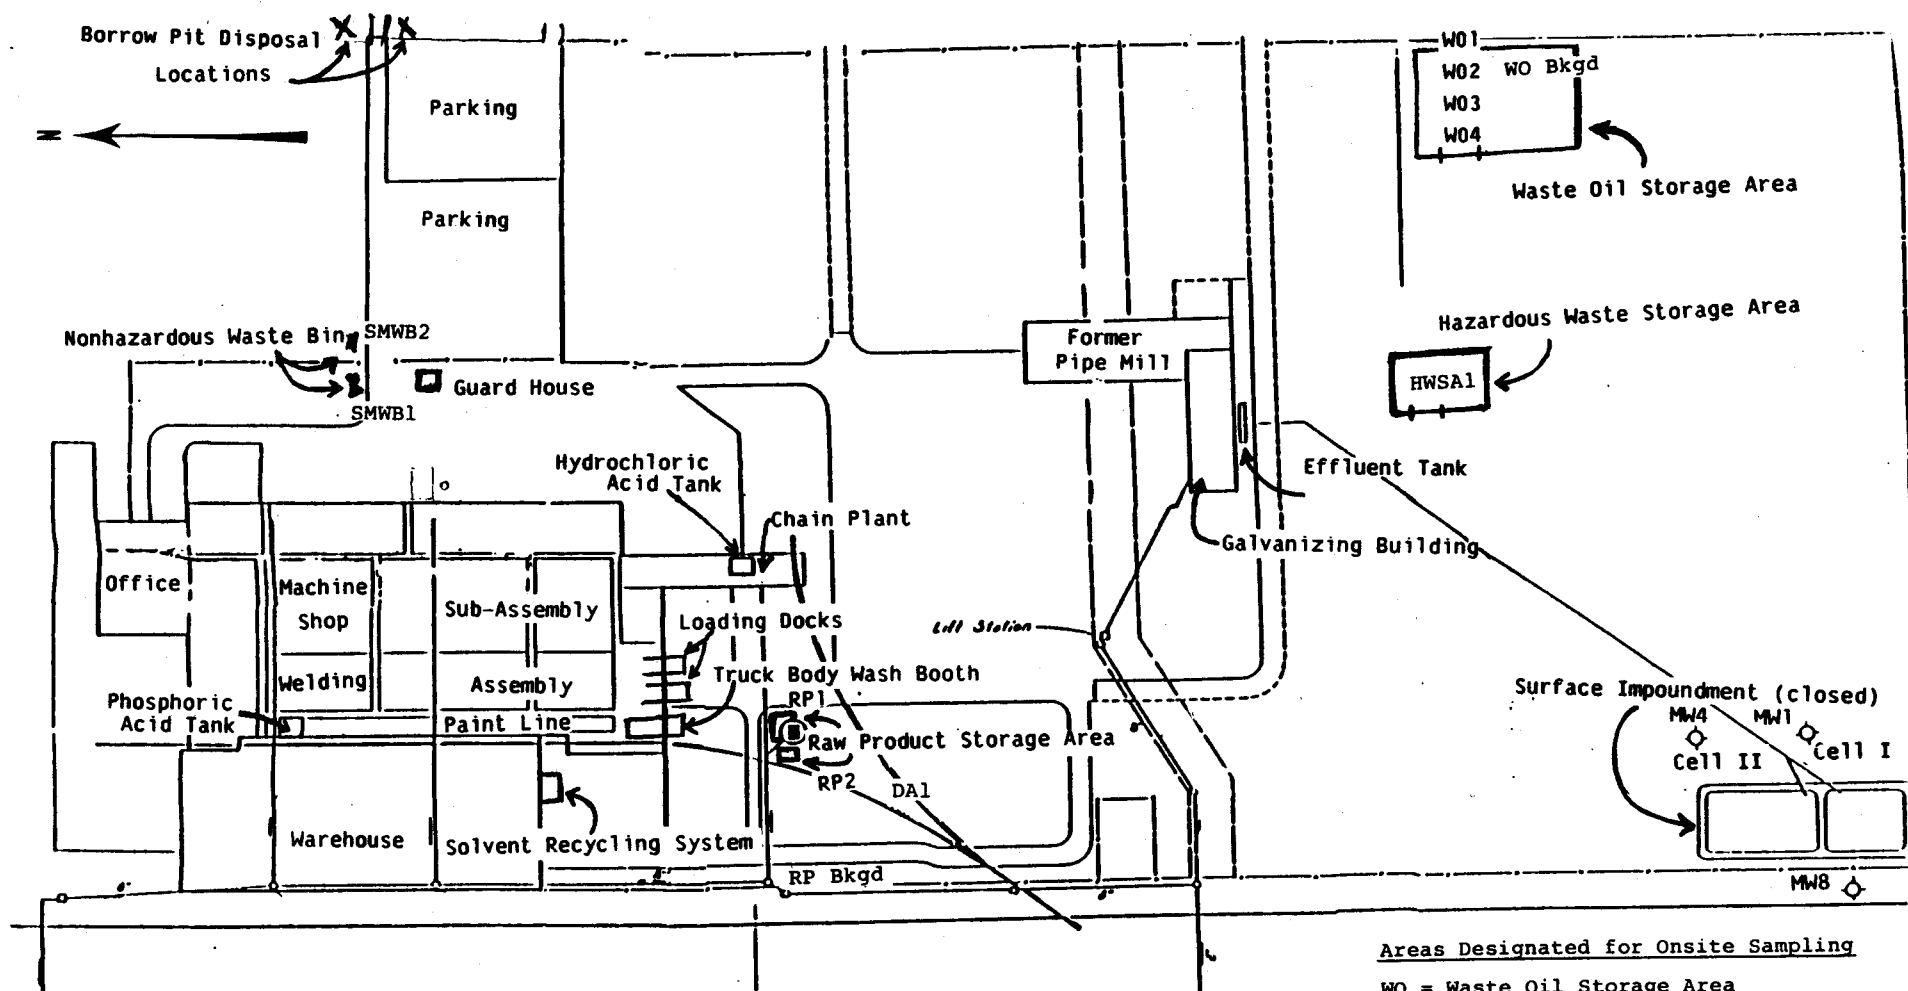 Borrow Pit Disposal
Locations
X
X
N
Parking
Parking
W01
W02 WO Bkgd
W03
W04
Waste Oil Storage Area
Nonhazardous Waste Bin
SMWB2
SMWB1
Guard House
Former
Pipe Mill
Hazardous Waste Storage Area
HWSA1
Effluent Tank
Galvanizing Building
Hydrochloric
Acid Tank
Chain Plant
Office
Machine
Shop
Sub-Assembly
Loading Docks
Lift Station
Welding
Assembly
Truck Body Wash Booth
Phosphoric
Acid Tank
Paint Line
RP1
Raw Product Storage Area
RP2
DA1
Surface Impoundment (closed)
MW4
MW1
Cell II
Cell I
Warehouse
Solvent Recycling System
RP Bkgd
MW8
Areas Designated for Onsite Sampling
WO = Waste Oil Storage Area